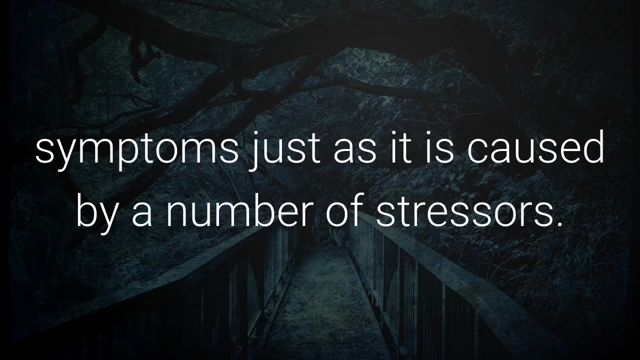 symptoms just as it is caused
by a number of stressors.